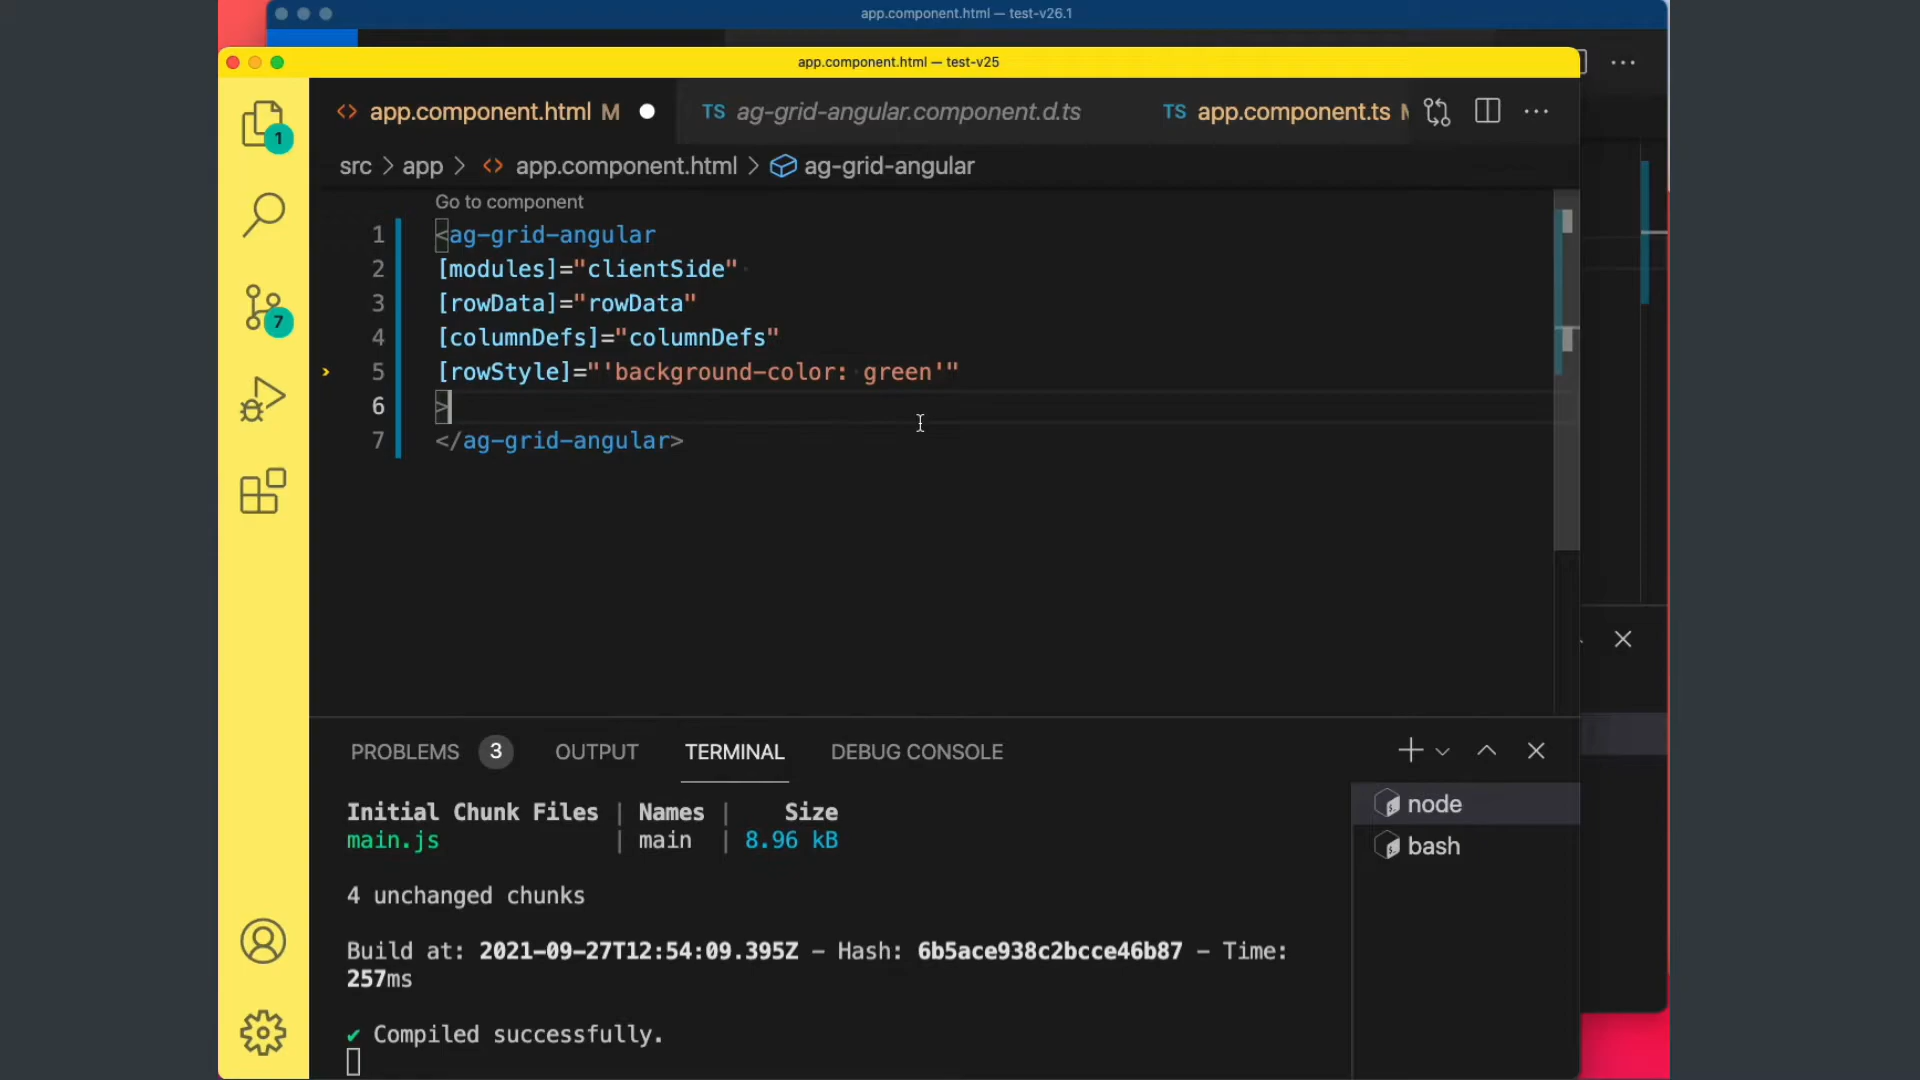 app.component.html — test-v26.1
app.component.html — test-v25
app.component.html M
TS ag-grid-angular.component.d.ts
TS app.component.ts
src > app > <> app.component.html > ag-grid-angular
1
7
Go to component
1 <ag-grid-angular
2 [modules]="clientSide"
3 [rowData]="rowData"
4 [columnDefs]="columnDefs"
5 [rowStyle]="'background-color: green'"
6 >
7 </ag-grid-angular>
PROBLEMS 3 OUTPUT TERMINAL DEBUG CONSOLE
Initial Chunk Files | Names | Size
main.js | main | 8.96 kB
4 unchanged chunks
Build at: 2021-09-27T12:54:09.395Z - Hash: 6b5ace938c2bcce46b87 - Time:
257ms
✔ Compiled successfully.
node
bash